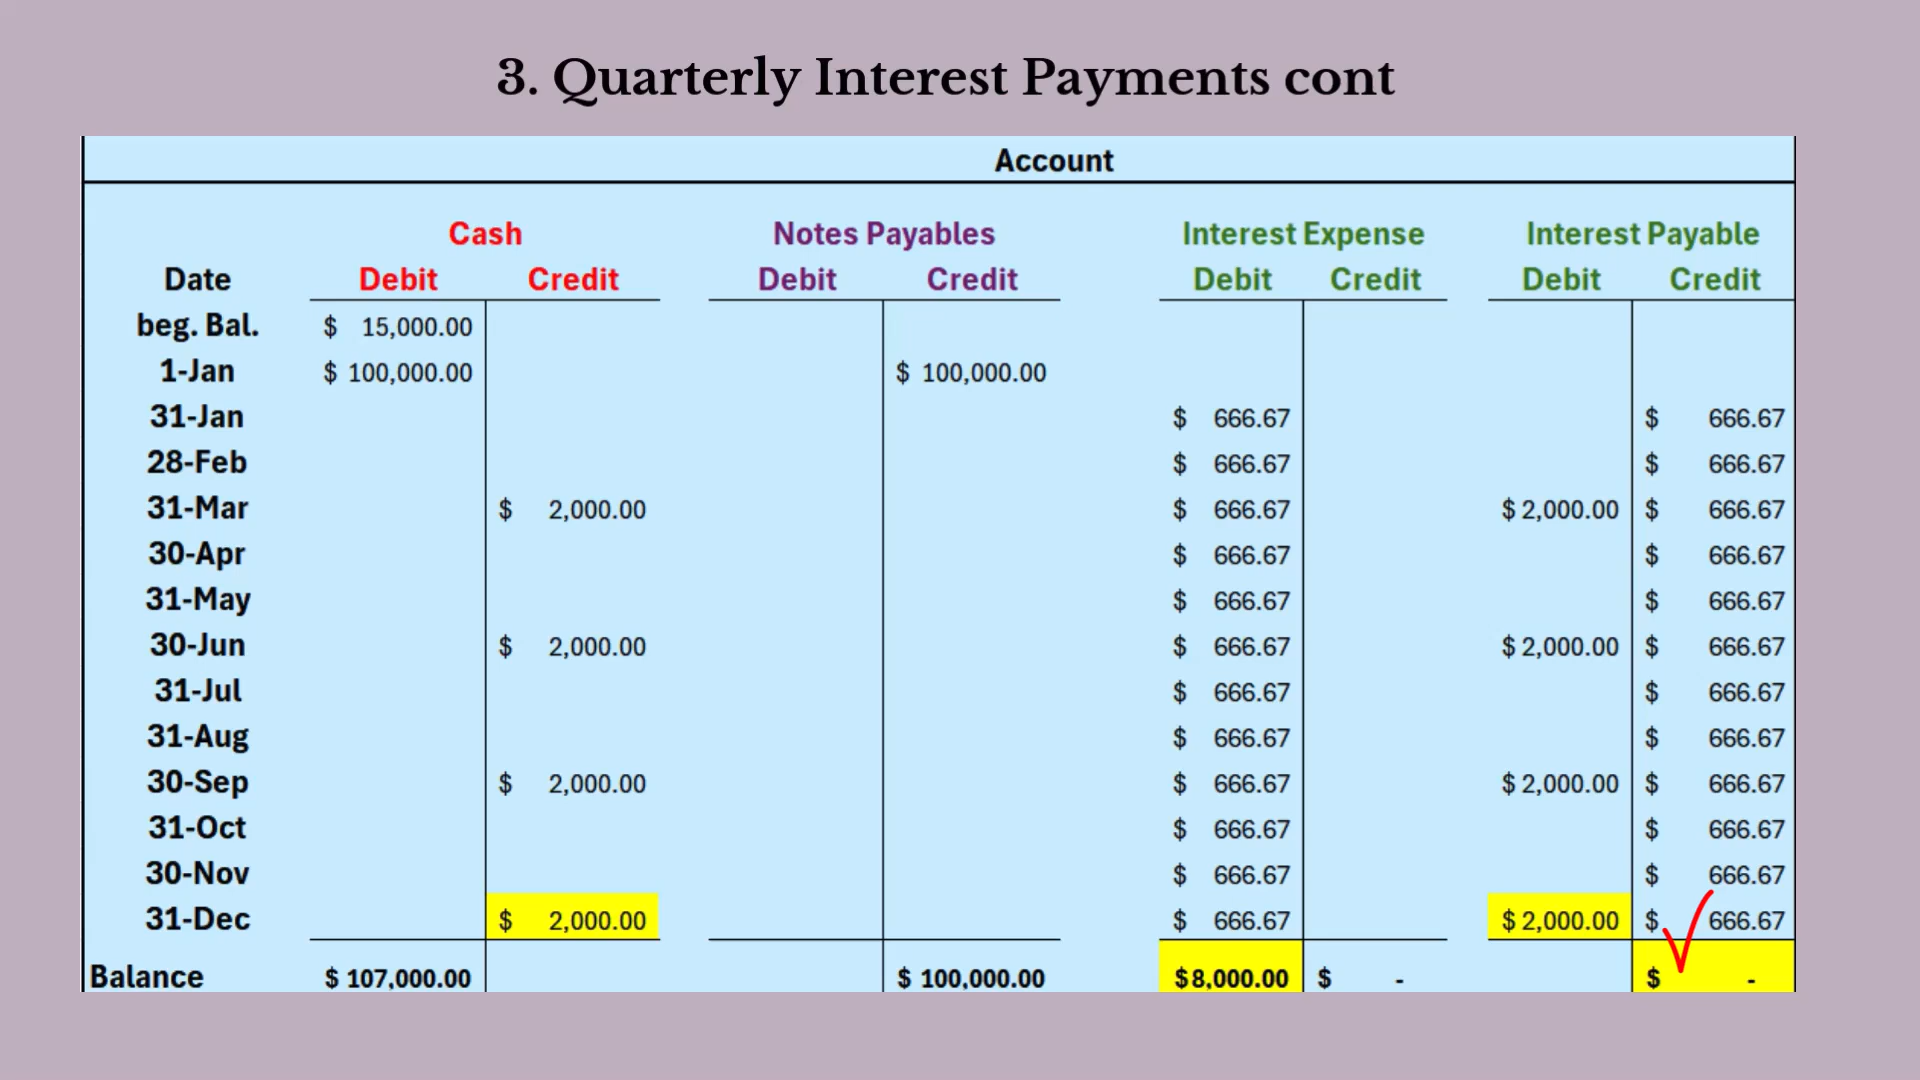 3. Quarterly Interest Payments cont
Account
Cash Notes Payables Interest Expense Interest Payable
Date Debit Credit Debit Credit Debit Credit Debit Credit
beg. Bal. $ 15,000.00
1-Jan $ 100,000.00 $ 100,000.00
31-Jan $ 666.67 $ 666.67
28-Feb $ 666.67 $ 666.67
31-Mar $ 2,000.00 $ 666.67 $ 2,000.00 $ 666.67
30-Apr $ 666.67 $ 666.67
31-May $ 666.67 $ 666.67
30-Jun $ 2,000.00 $ 666.67 $ 2,000.00 $ 666.67
31-Jul $ 666.67 $ 666.67
31-Aug $ 666.67 $ 666.67
30-Sep $ 2,000.00 $ 666.67 $ 2,000.00 $ 666.67
31-Oct $ 666.67 $ 666.67
30-Nov $ 666.67 $ 666.67
31-Dec $ 2,000.00 $ 666.67 $ 2,000.00 $ 666.67
Balance $ 107,000.00 $ 100,000.00 $8,000.00 $ - $ -